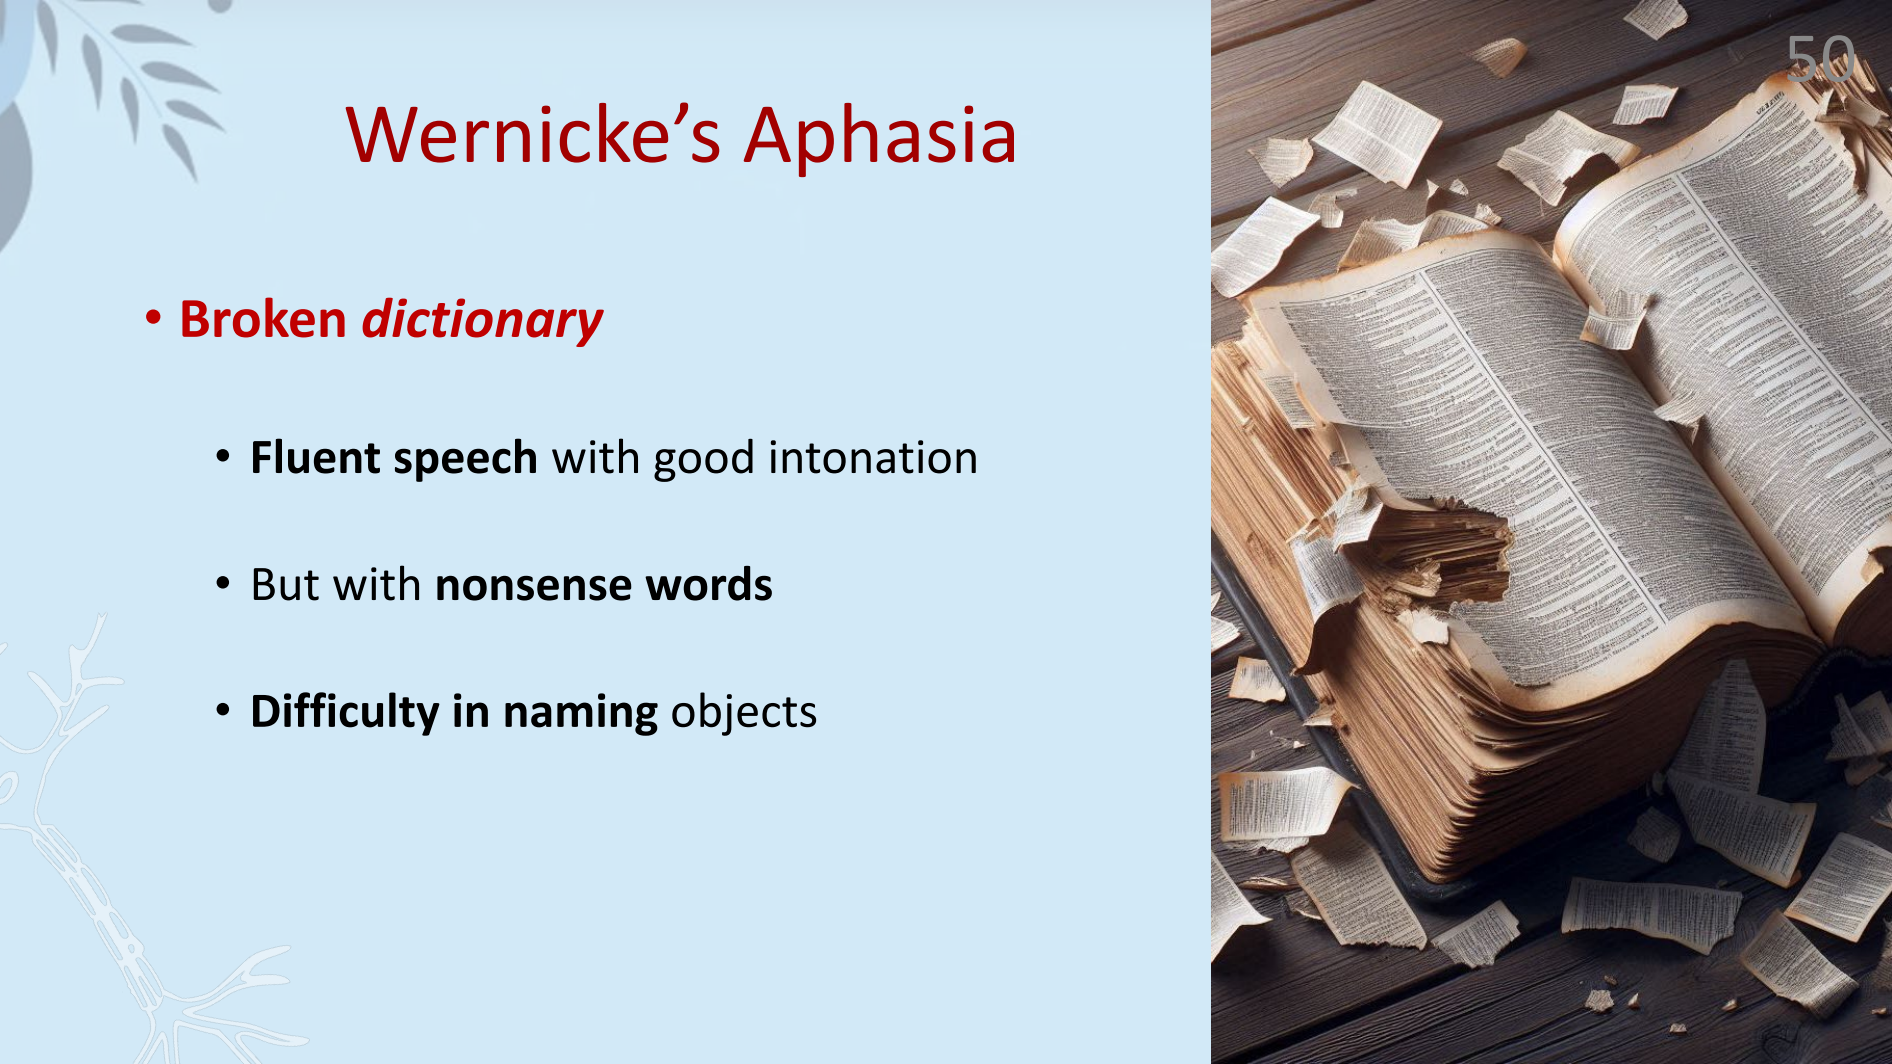 50
Wernicke’s Aphasia
• Broken dictionary
• Fluent speech with good intonation
• But with nonsense words
• Difficulty in naming objects